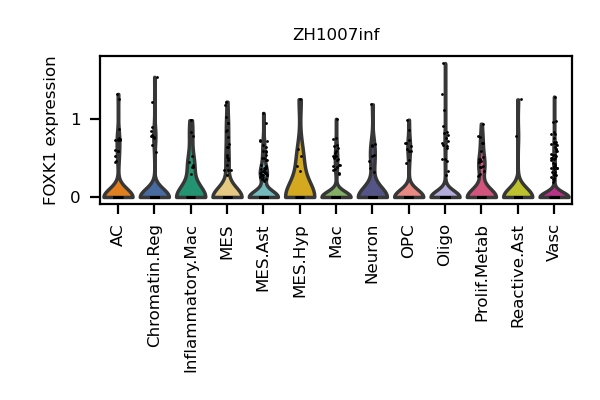 ZH1007inf
FOXK1 expression
1
0
AC
Chromatin.Reg
Inflammatory.Mac
MES
MES.Ast
MES.Hyp
Mac
Neuron
OPC
Oligo
Prolif.Metab
Reactive.Ast
Vasc